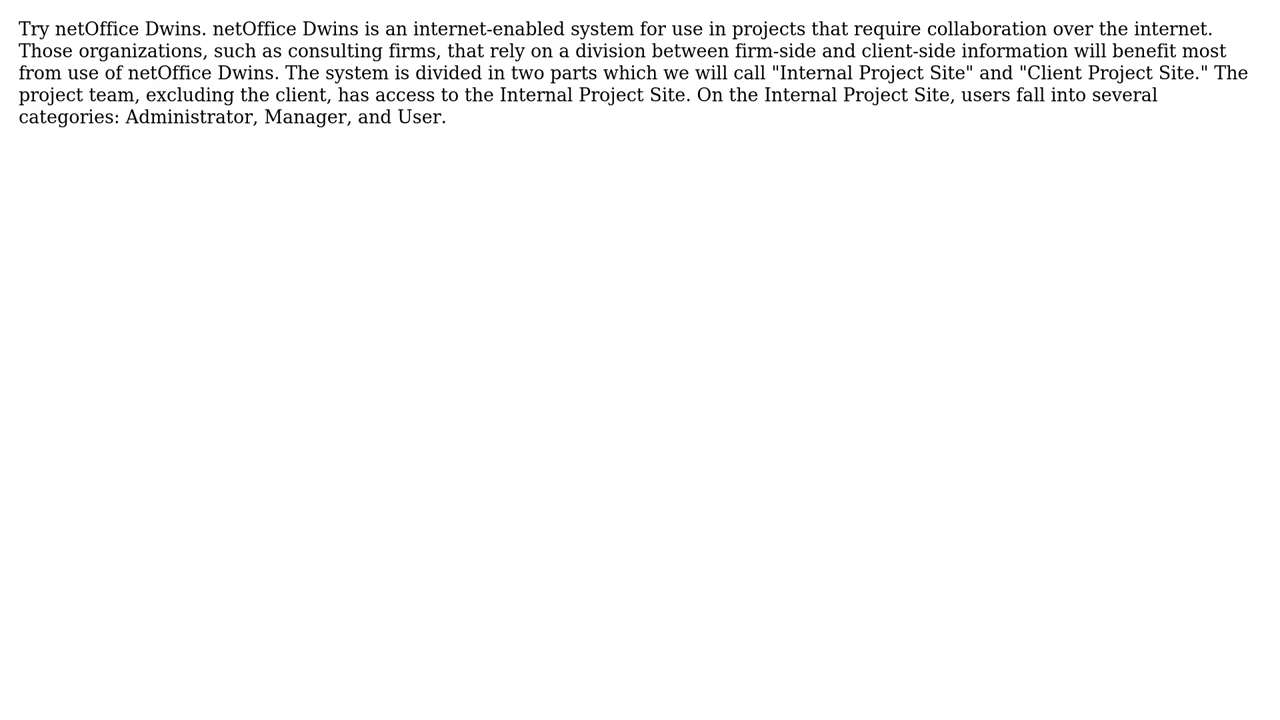 Try netOffice Dwins. netOffice Dwins is an internet-enabled system for use in projects that require collaboration over the internet.
Those organizations, such as consulting firms, that rely on a division between firm-side and client-side information will benefit most
from use of netOffice Dwins. The system is divided in two parts which we will call "Internal Project Site" and "Client Project Site." The
project team, excluding the client, has access to the Internal Project Site. On the Internal Project Site, users fall into several
categories: Administrator, Manager, and User.